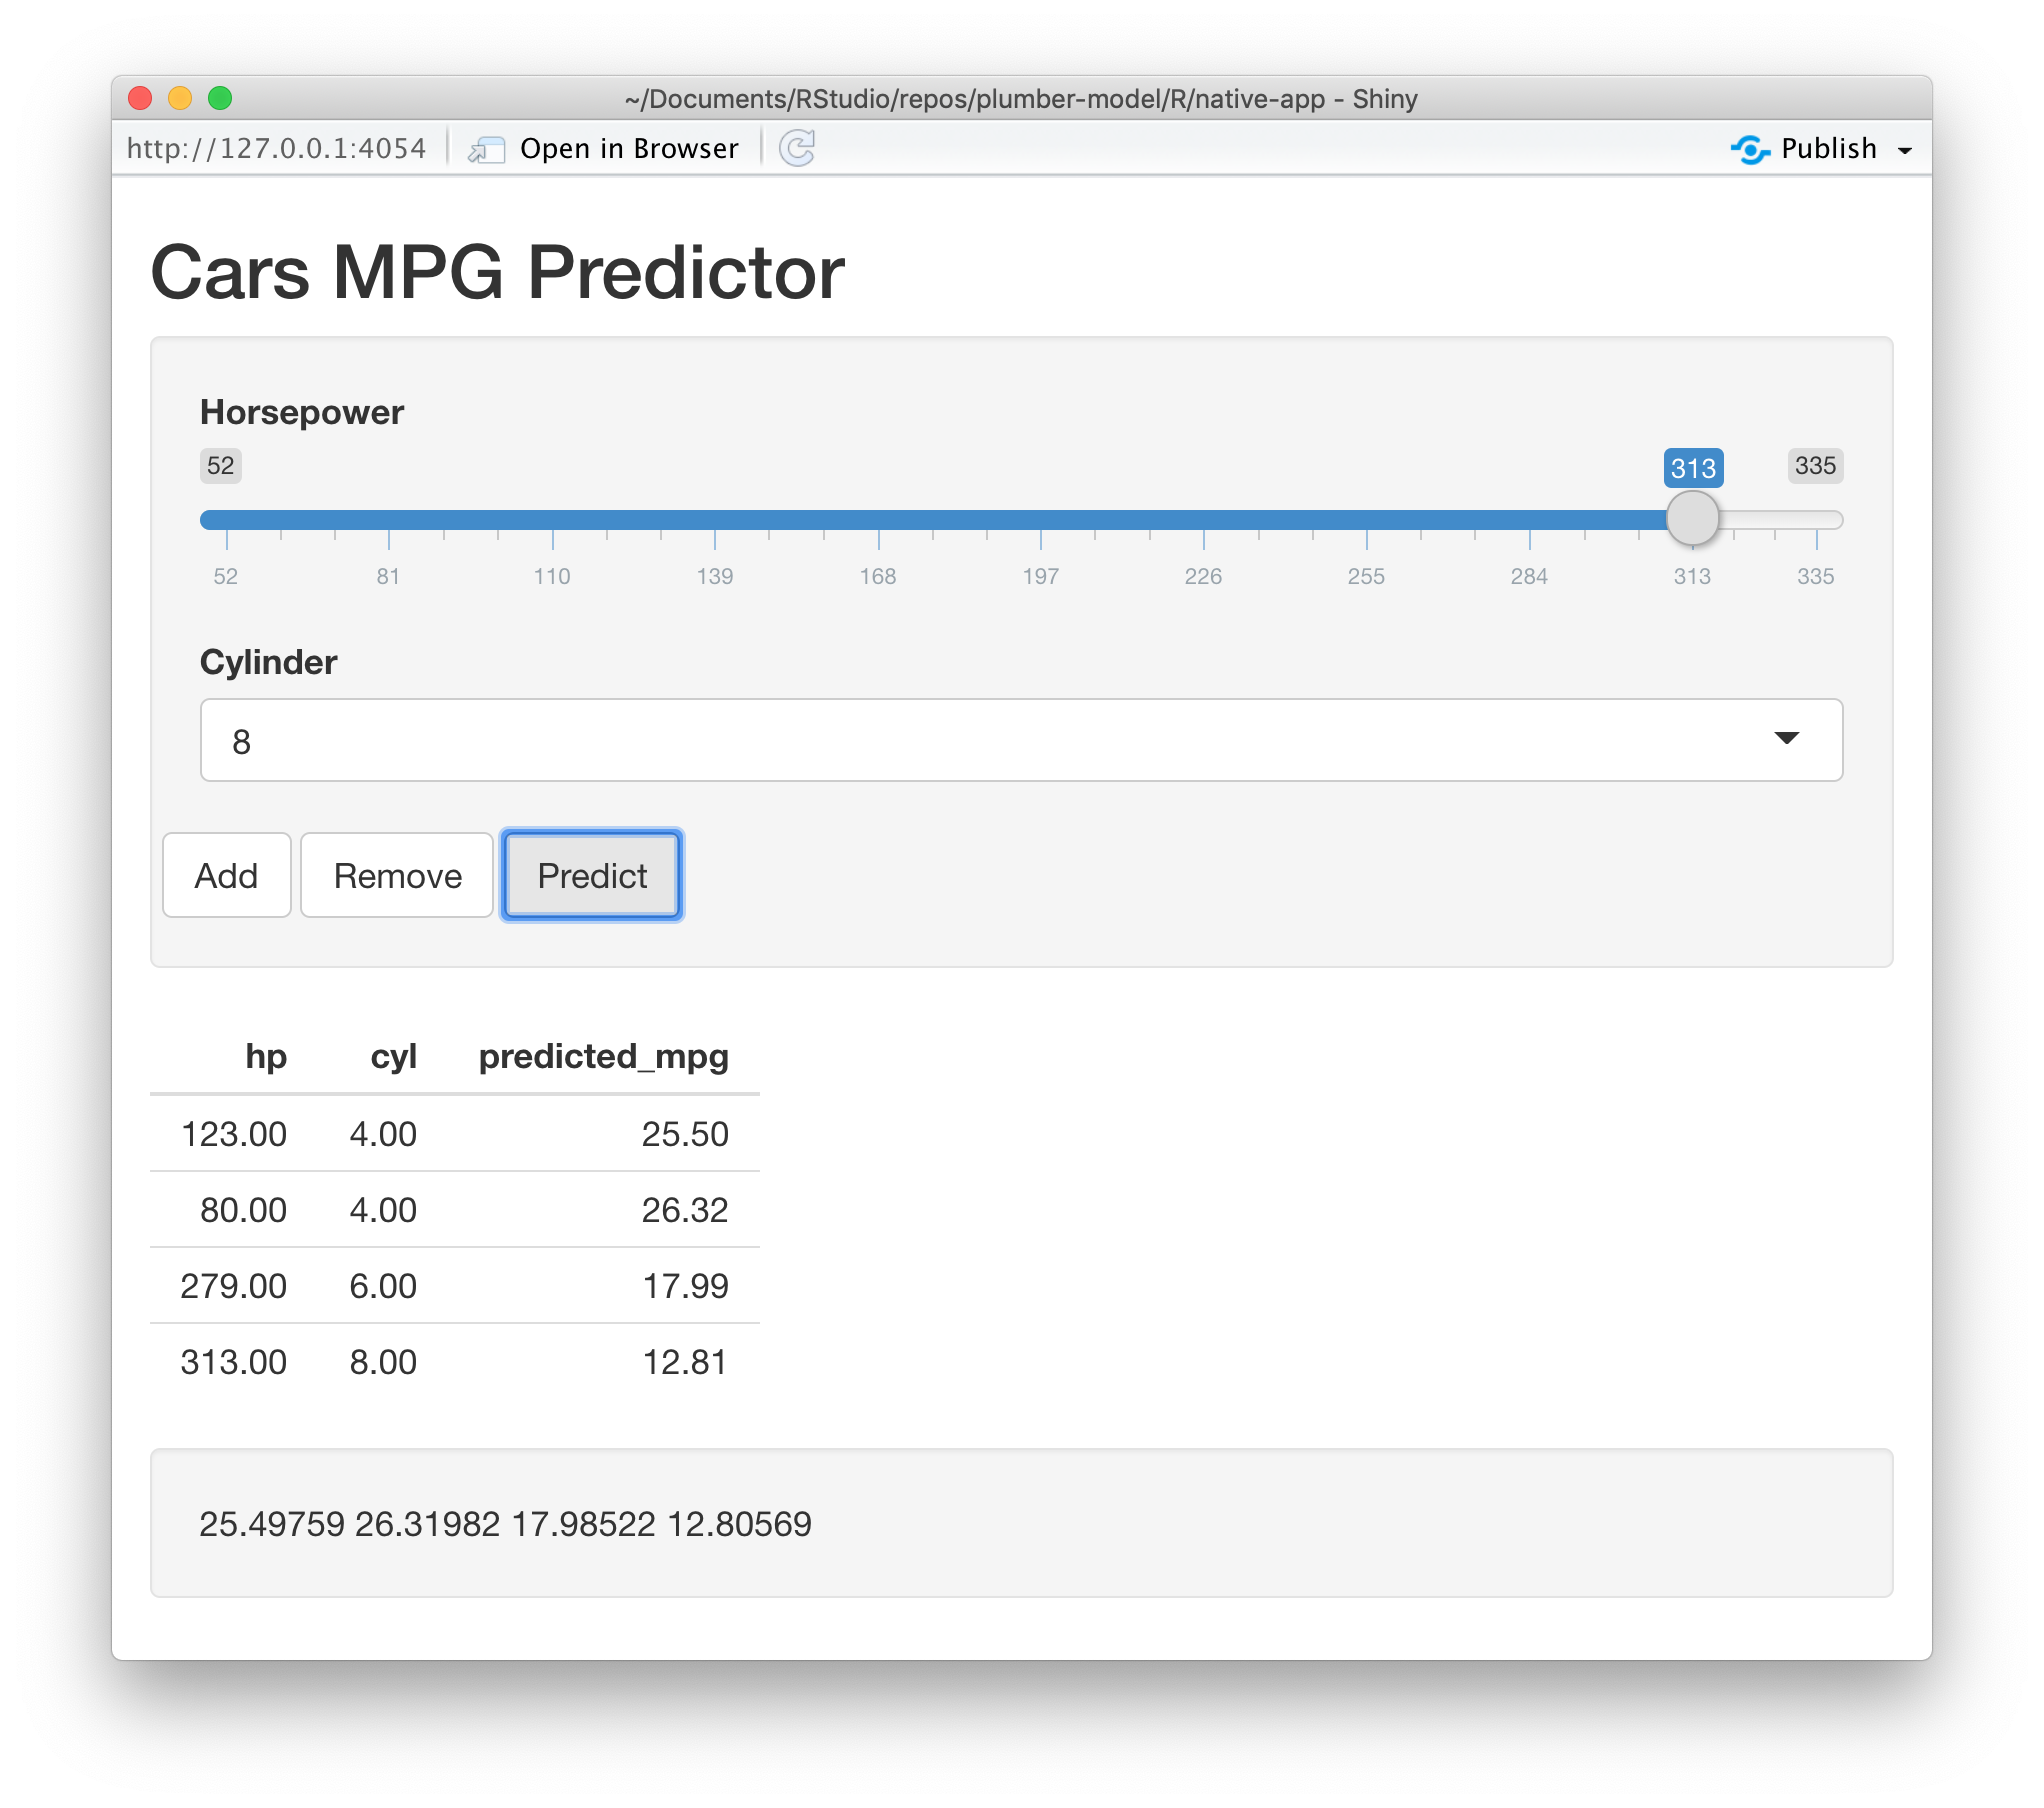 ~/Documents/RStudio/repos/plumber-model/R/native-app - Shiny
http://127.0.0.1:4054 Open in Browser Publish
Cars MPG Predictor
Horsepower
52 313 335
52 81 110 139 168 197 226 255 284 313 335
Cylinder
8
Add Remove Predict
hp cyl predicted_mpg
123.00 4.00 25.50
80.00 4.00 26.32
279.00 6.00 17.99
313.00 8.00 12.81
25.49759 26.31982 17.98522 12.80569